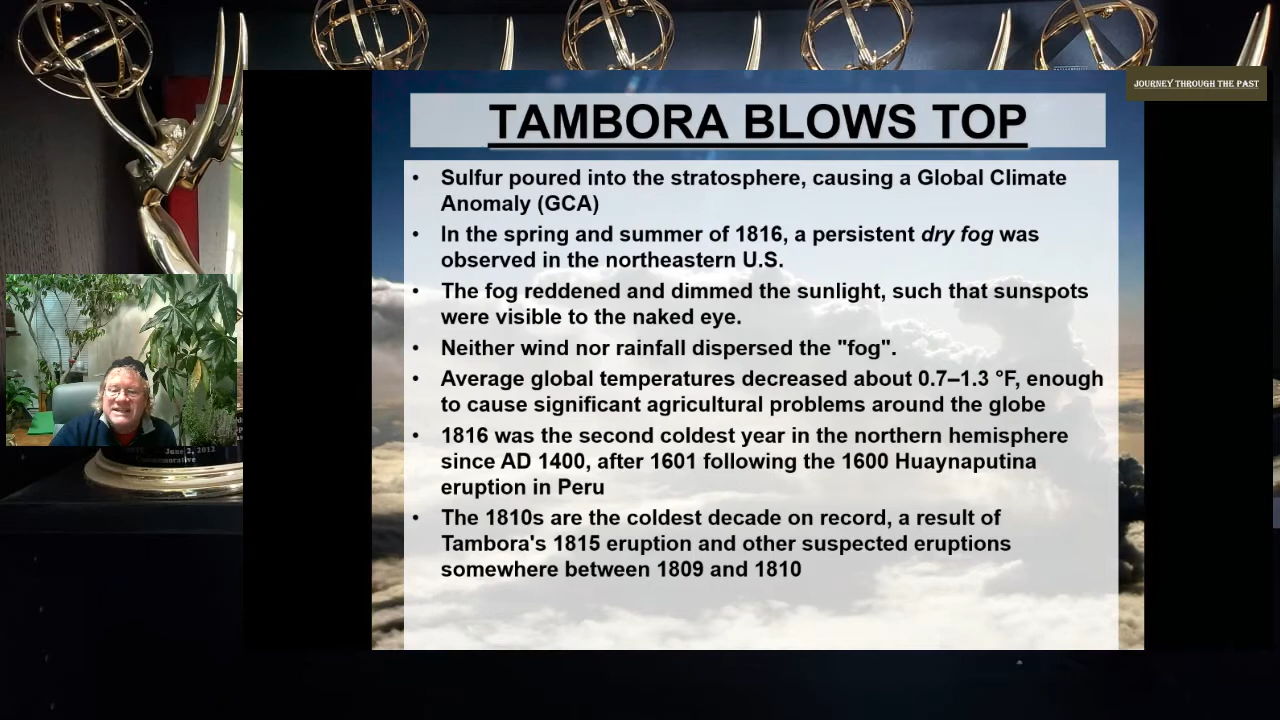 JOURNEY THROUGH THE PAST
TAMBORA BLOWS TOP
• Sulfur poured into the stratosphere, causing a Global Climate
Anomaly (GCA)
• In the spring and summer of 1816, a persistent dry fog was
observed in the northeastern U.S.
• The fog reddened and dimmed the sunlight, such that sunspots
were visible to the naked eye.
• Neither wind nor rainfall dispersed the "fog".
• Average global temperatures decreased about 0.7–1.3 °F, enough
to cause significant agricultural problems around the globe
• 1816 was the second coldest year in the northern hemisphere
since AD 1400, after 1601 following the 1600 Huaynaputina
eruption in Peru
• The 1810s are the coldest decade on record, a result of
Tambora's 1815 eruption and other suspected eruptions
somewhere between 1809 and 1810
June 2, 2012
Commemorative